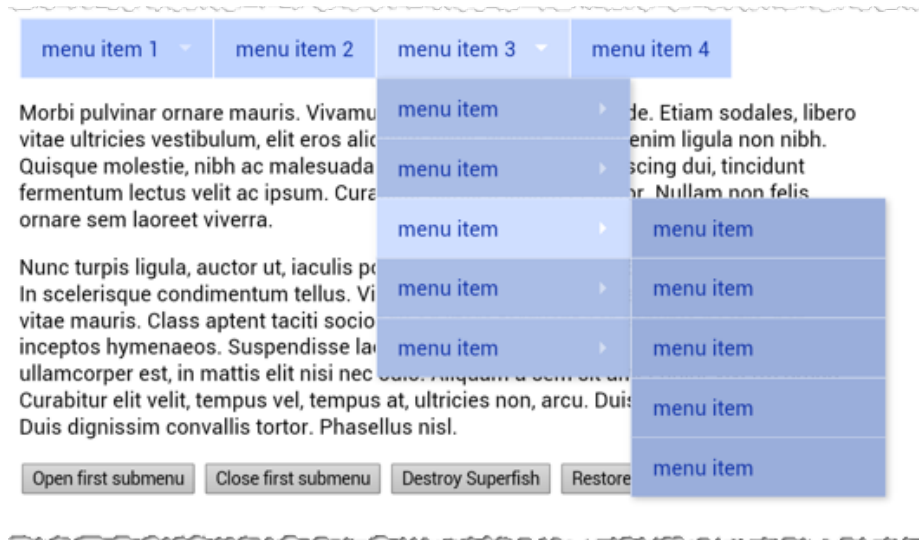 menu item 1 menu item 2 menu item 3 menu item 4
Morbi pulvinar ornare mauris. Vivamu menu item de. Etiam sodales, libero
vitae ultricies vestibulum, elit eros alic enim ligula non nibh.
Quisque molestie, nibh ac malesuada menu item scing dui, tincidunt
fermentum lectus velit ac ipsum. Cura or. Nullam non felis
ornare sem laoreet viverra. menu item menu item
Nunc turpis ligula, auctor ut, iaculis po
In scelerisque condimentum tellus. Vi menu item menu item
vitae mauris. Class aptent taciti socio
inceptos hymenaeos. Suspendisse la menu item menu item
ullamcorper est, in mattis elit nisi nec odio. Aliquam a sem sit
Curabitur elit velit, tempus vel, tempus at, ultricies non, arcu. Duis menu item
Duis dignissim convallis tortor. Phasellus nisl.
Open first submenu Close first submenu Destroy Superfish Restore menu item